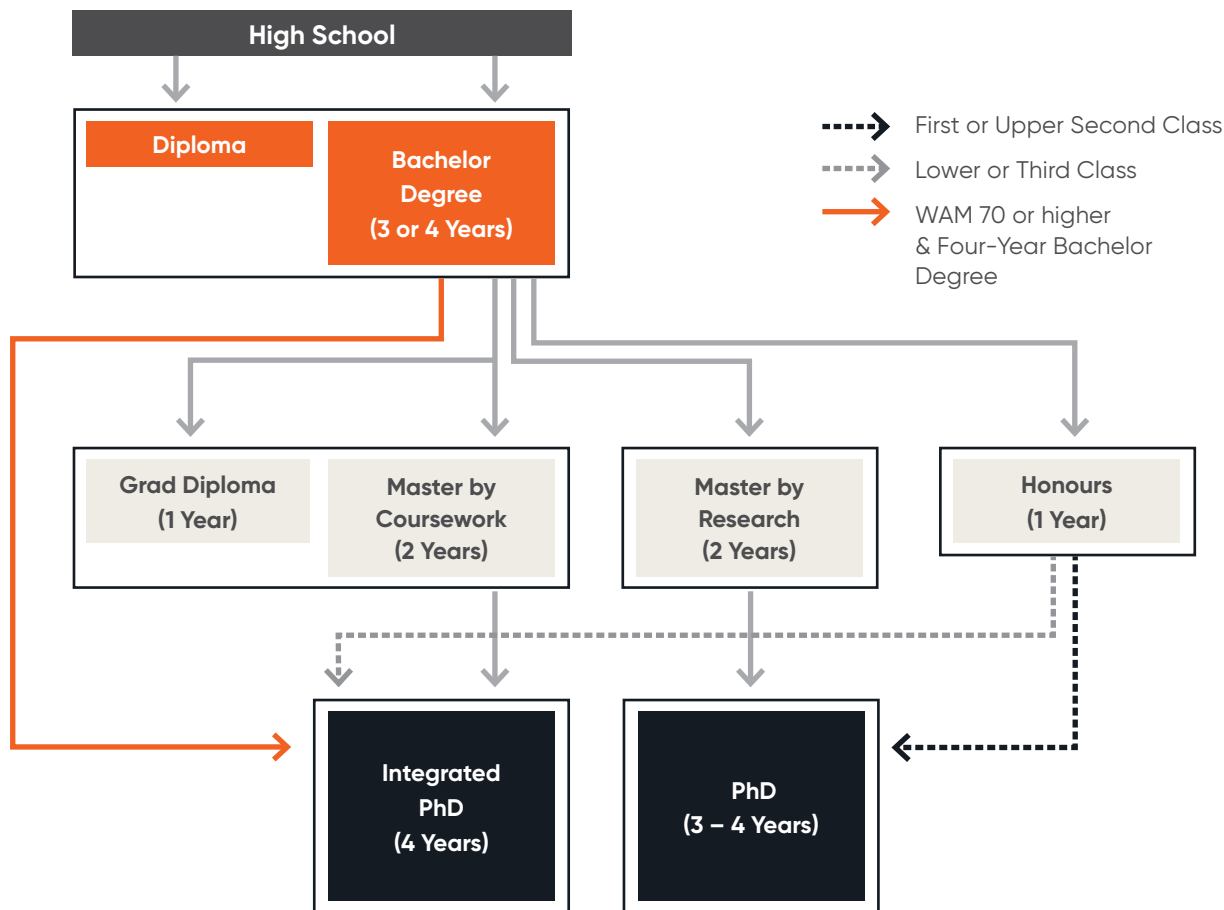 High School
Diploma
Bachelor
Degree
(3 or 4 Years)
First or Upper Second Class
Lower or Third Class
WAM 70 or higher
& Four-Year Bachelor
Degree
Grad Diploma
(1 Year)
Master by
Coursework
(2 Years)
Master by
Research
(2 Years)
Honours
(1 Year)
Integrated
PhD
(4 Years)
PhD
(3 – 4 Years)